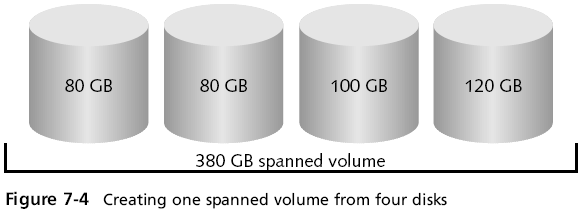 80 GB 80 GB 100 GB 120 GB
380 GB spanned volume
Figure 7-4 Creating one spanned volume from four disks